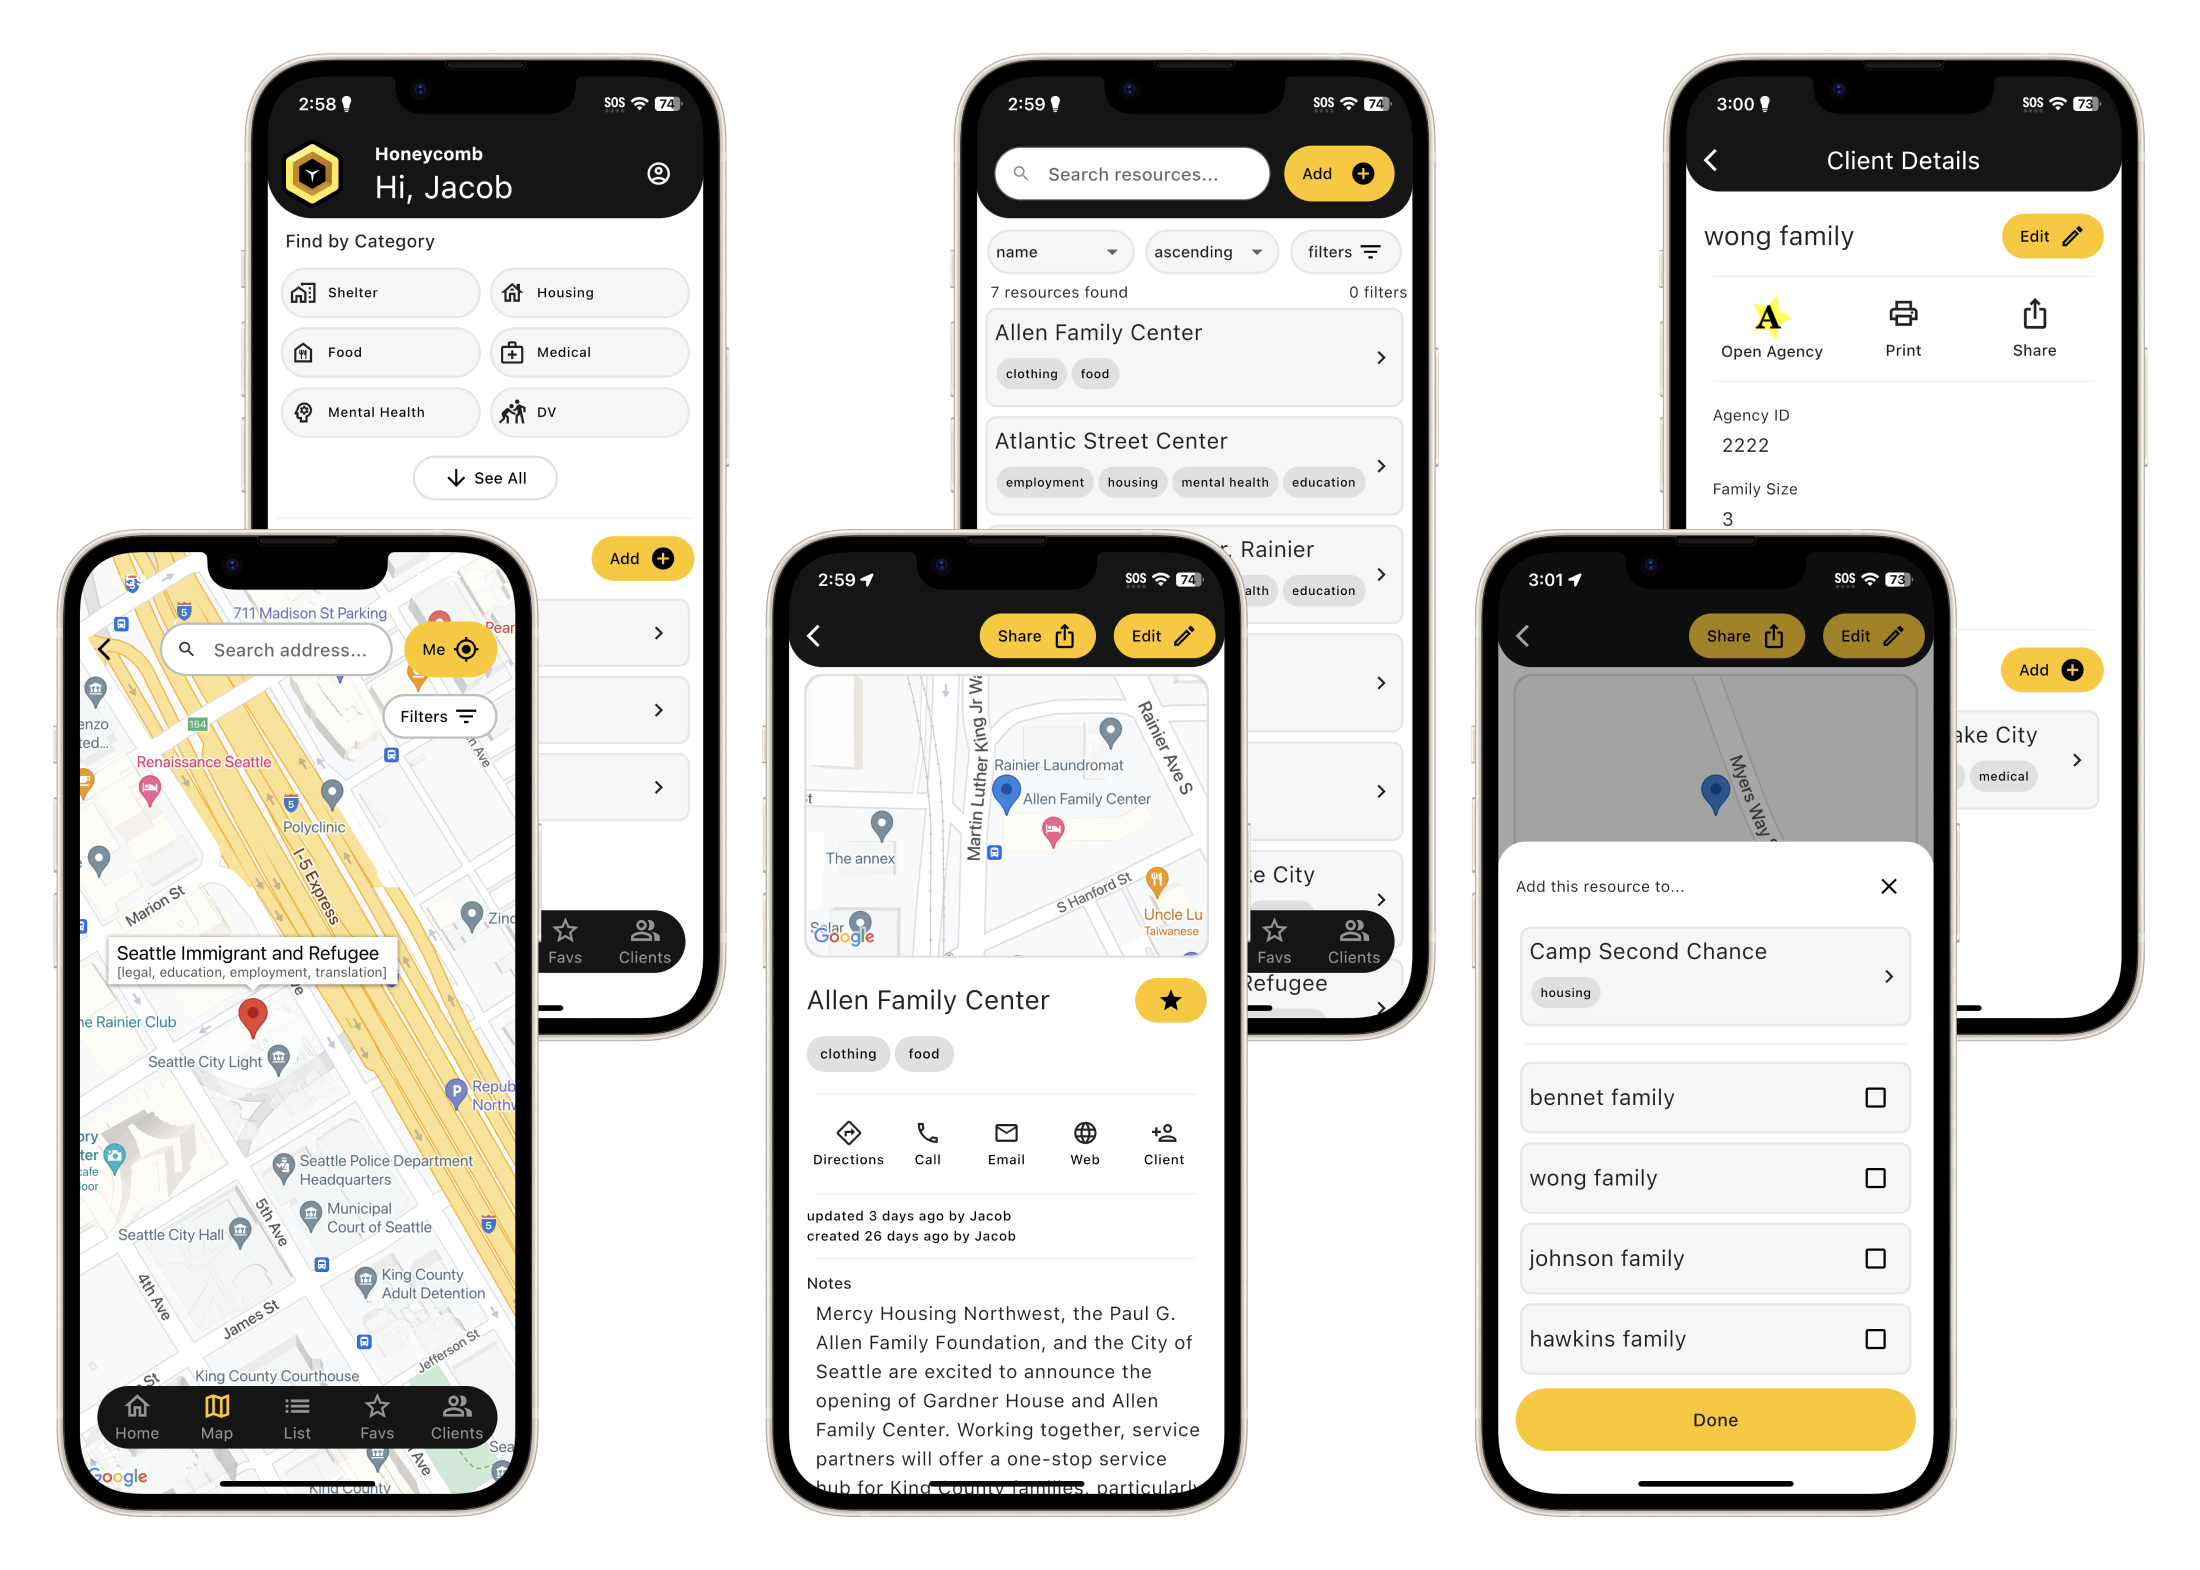 2:58
SOS 74
Honeycomb
Hi, Jacob
Find by Category
Shelter
Housing
Food
Medical
Mental Health
DV
See All
Add
Favs
Clients
711 Madison St Parking
Search address...
Me
Filters
164
5
Renaissance Seattle
5
Polyclinic
I-5 Express
Marion St
Seattle Immigrant and Refugee
[legal, education, employment, translation]
Seattle City Light
P
Seattle Police Department
Headquarters
5th Ave
Municipal
Court of Seattle
Seattle City Hall
5
King County
Adult Detention
4th Ave
James St
Jefferson St
King County Courthouse
Home
Map
List
Favs
Clients
Google
King County
2:59
SOS 74
Search resources...
Add
name
ascending
filters
7 resources found
0 filters
Allen Family Center
clothing
food
Atlantic Street Center
employment
housing
mental health
education
r. Rainier
education
ke City
Favs
Clients
Refugee
2:59
SOS 74
Share
Edit
Martin Luther King Jr Wa
Rainier Ave S
Rainier Laundromat
Allen Family Center
The annex
S Hanford St
Uncle Lu
Taiwanese
Solar
Google
Allen Family Center
clothing
food
Directions
Call
Email
Web
Client
updated 3 days ago by Jacob
created 26 days ago by Jacob
Notes
Mercy Housing Northwest, the Paul G.
Allen Family Foundation, and the City of
Seattle are excited to announce the
opening of Gardner House and Allen
Family Center. Working together, service
partners will offer a one-stop service
hub for King County families, particularly
3:00
SOS 73
Client Details
wong family
Edit
A
Open Agency
Print
Share
Agency ID
2222
Family Size
3
Add
ake City
medical
3:01
SOS 73
Share
Edit
Myers Way S
Add this resource to...
Camp Second Chance
housing
bennet family
wong family
johnson family
hawkins family
Done